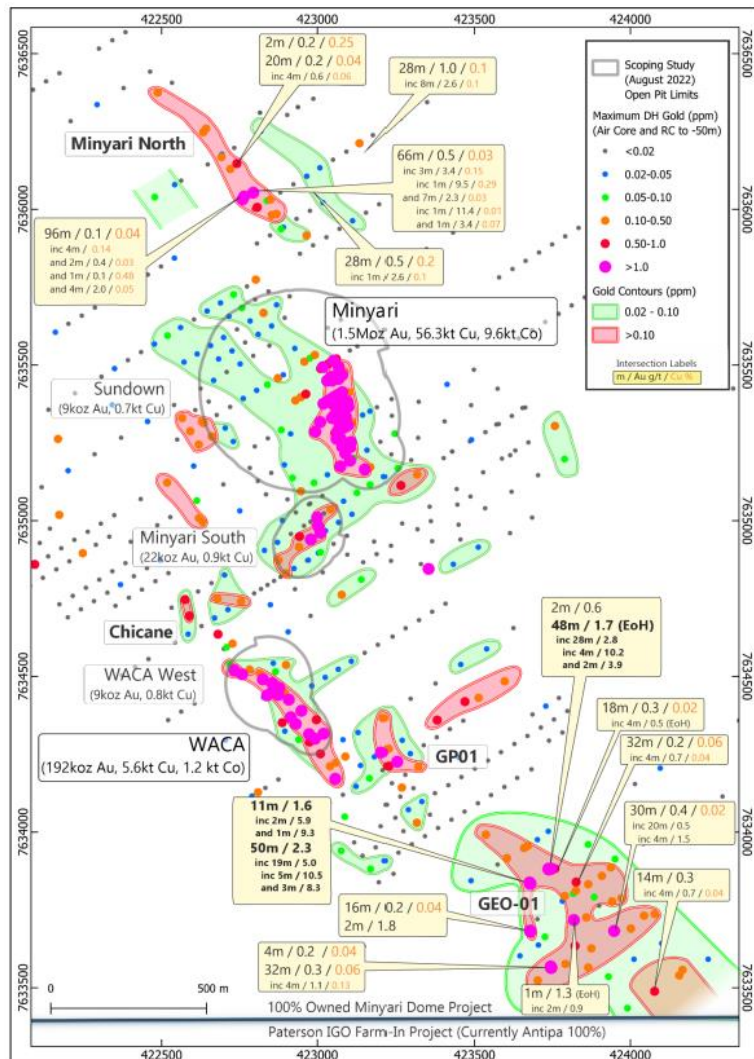 422500
423000
423500
424000
7636500
7636500
7636000
7636000
7635500
7635500
7635000
7635000
7634500
7634500
7634000
7634000
7633500
7633500
2m / 0.2 / 0.25
20m / 0.2 / 0.04
inc 4m / 0.6 / 0.06
28m / 1.0 / 0.1
inc 8m / 2.6 / 0.1
Minyari North
66m / 0.5 / 0.03
inc 3m / 3.4 / 0.15
inc 1m / 9.5 / 0.29
and 7m / 2.3 / 0.03
inc 1m / 11.4 / 0.01
and 1m / 3.4 / 0.07
96m / 0.1 / 0.04
inc 4m / 0.14
and 2m / 0.4 / 0.03
and 1m / 0.1 / 0.48
and 4m / 2.0 / 0.05
28m / 0.5 / 0.2
inc 1m / 2.6 / 0.1
Scoping Study
(August 2022)
Open Pit Limits
Maximum DH Gold (ppm)
(Air Core and RC to -50m)
<0.02
0.02-0.05
0.05-0.10
0.10-0.50
0.50-1.0
>1.0
Gold Contours (ppm)
0.02 - 0.10
>0.10
Intersection Labels
m / Au g/t / Cu %
Minyari
(1.5Moz Au, 56.3kt Cu, 9.6kt Co)
Sundown
(9koz Au, 0.7kt Cu)
Minyari South
(22koz Au, 0.9kt Cu)
Chicane
WACA West
(9koz Au, 0.8kt Cu)
WACA
(192koz Au, 5.6kt Cu, 1.2 kt Co)
GP01
2m / 0.6
48m / 1.7 (EoH)
inc 28m / 2.8
inc 4m / 10.2
and 2m / 3.9
18m / 0.3 / 0.02
inc 4m / 0.5 (EoH)
32m / 0.2 / 0.06
inc 4m / 0.7 / 0.04
30m / 0.4 / 0.02
inc 20m / 0.5
inc 4m / 1.5
14m / 0.3
inc 4m / 0.7 / 0.04
11m / 1.6
inc 2m / 5.9
and 1m / 9.3
50m / 2.3
inc 19m / 5.0
inc 5m / 10.5
and 3m / 8.3
GEO-01
16m / 0.2 / 0.04
2m / 1.8
4m / 0.2 / 0.04
32m / 0.3 / 0.06
inc 4m / 1.1 / 0.13
1m / 1.3 (EoH)
inc 2m / 0.9
0
500 m
100% Owned Minyari Dome Project
Paterson IGO Farm-In Project (Currently Antipa 100%)
422500
423000
423500
424000